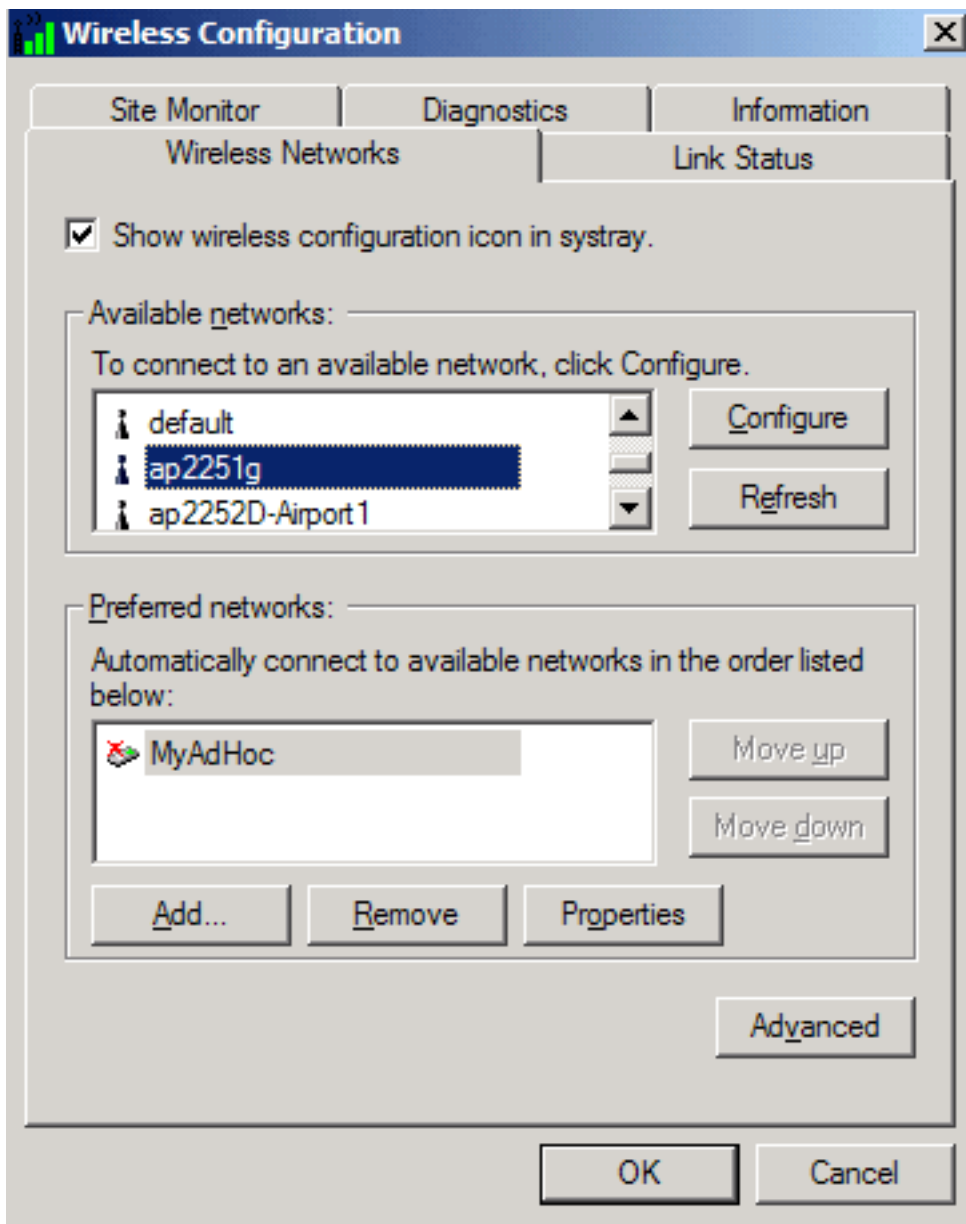 Wireless Configuration
Site Monitor
Diagnostics
Information
Wireless Networks
Link Status
Show wireless configuration icon in systray.
Available networks:
To connect to an available network, click Configure.
default
ap2251g
ap2252D-Airport1
Configure
Refresh
Preferred networks:
Automatically connect to available networks in the order listed
below:
MyAdHoc
Move up
Move down
Add...
Remove
Properties
Advanced
OK
Cancel